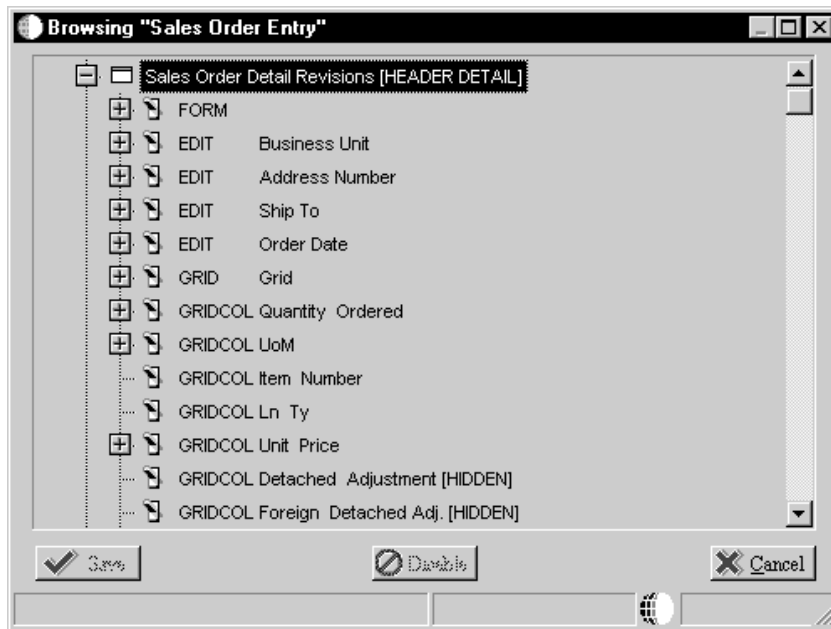 Browsing "Sales Order Entry"
Sales Order Detail Revisions [HEADER DETAIL]
FORM
EDIT Business Unit
EDIT Address Number
EDIT Ship To
EDIT Order Date
GRID Grid
GRIDCOL Quantity Ordered
GRIDCOL UoM
GRIDCOL Item Number
GRIDCOL Ln Ty
GRIDCOL Unit Price
GRIDCOL Detached Adjustment [HIDDEN]
GRIDCOL Foreign Detached Adj. [HIDDEN]
Save Disable Cancel